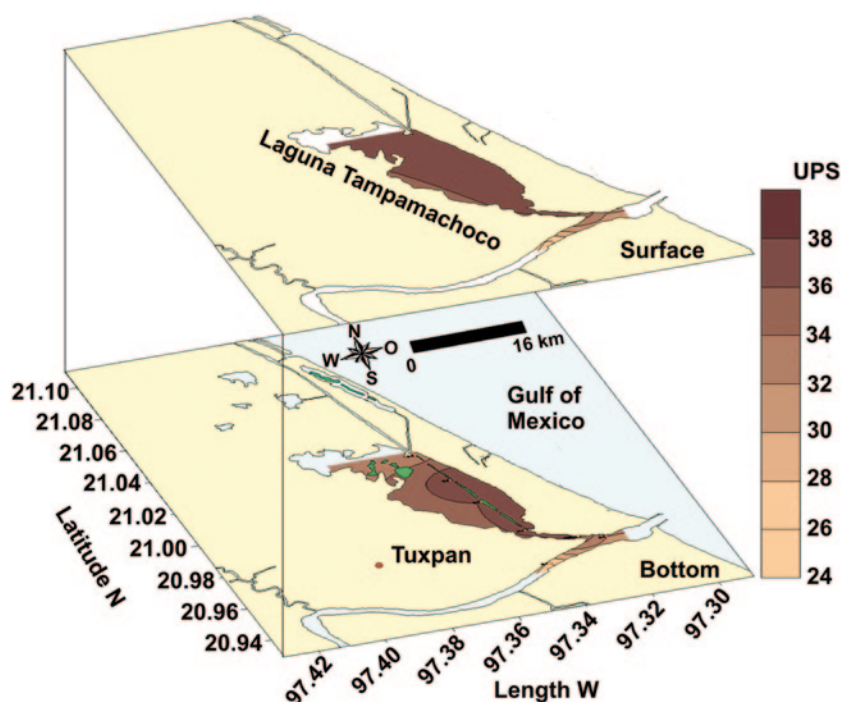 UPS
38
36
34
32
30
28
26
24
Laguna Tampamachoco
Surface
N
W O
S
0 16 km
Gulf of
Mexico
Tuxpan
Bottom
21.10
21.08
21.06
21.04
21.02
21.00
20.98
20.96
20.94
Latitude N
97.42 97.40 97.38 97.36 97.34 97.32 97.30
Length W